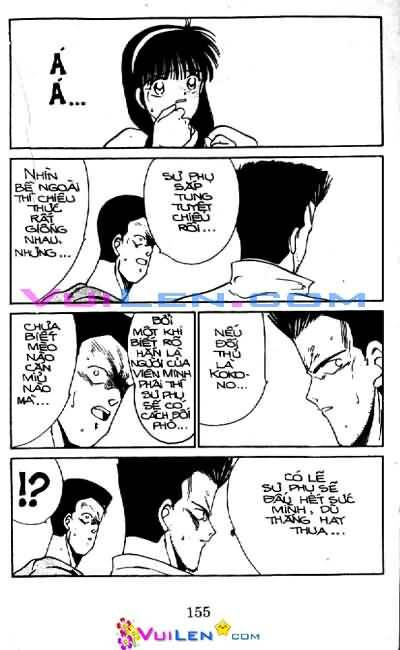 Á
Á...
SƯ PHỤ
SẮP
TUNG
TUYỆT
CHIÊU
RỒI...
NHÌN
BỀ NGOÀI
THÌ CHIÊU
THỨC
RẤT
GIỐNG
NHAU,
NHƯNG...
VUILEN.COM
NẾU
ĐỐI
THỦ
LÀ
KOKO-
NO...
BỞI
MỘT KHI
BIẾT RÕ
HẮN LÀ
NGƯỜI CỦA
VIÊN MINH
PHÁI THÌ
SƯ PHỤ
SẼ CÓ
CÁCH ĐỐI
PHÓ...
CHƯA
BIẾT
MÈO
NÀO
CẮN
MỈU
NÀO
MÀ...
CÓ LẼ
SƯ PHỤ SẼ
ĐẤU HẾT SỨC
MÌNH, DÙ
THẮNG HAY
THUA...
!?
155
VUILEN.COM